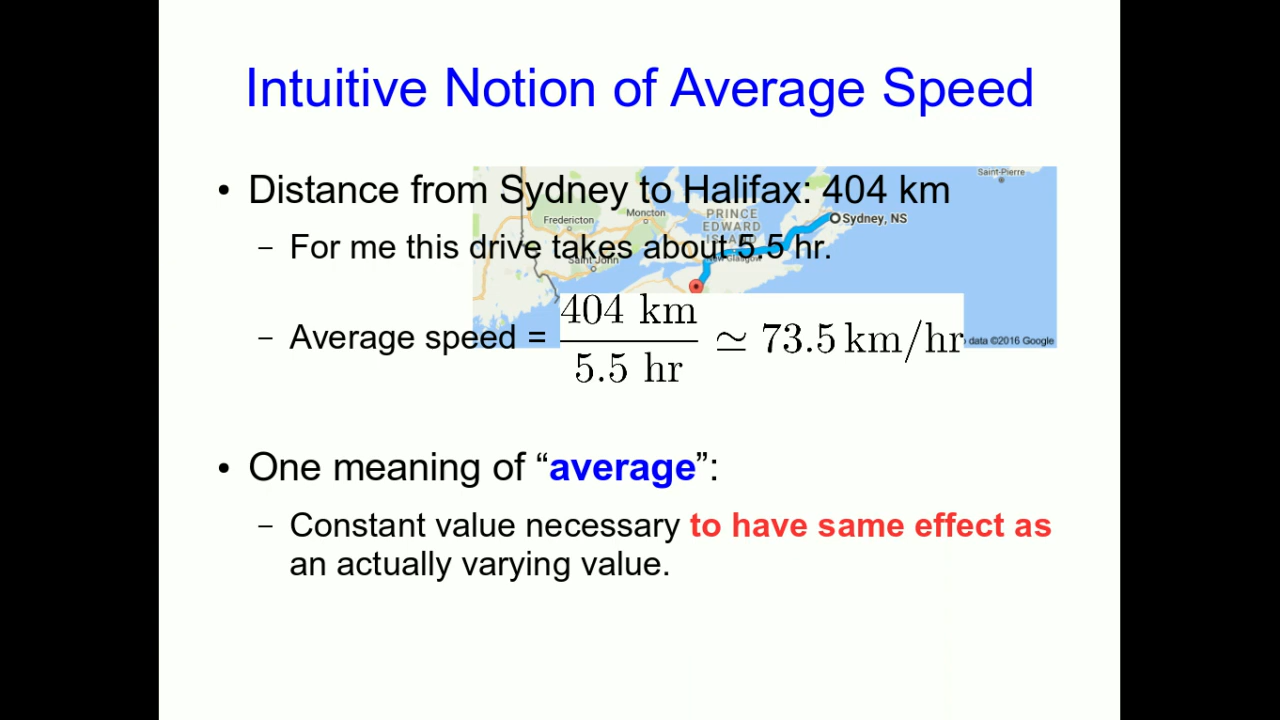 Intuitive Notion of Average Speed
• Distance from Sydney to Halifax: 404 km
– For me this drive takes about 5.5 hr.
– Average speed = 404 km / 5.5 hr ≃ 73.5 km/hr
• One meaning of “average”:
– Constant value necessary to have same effect as
an actually varying value.
Saint-Pierre
Fredericton
Moncton
PRINCE
EDWARD
ISLAND
Sydney, NS
Saint John
New Glasgow
data ©2016 Google